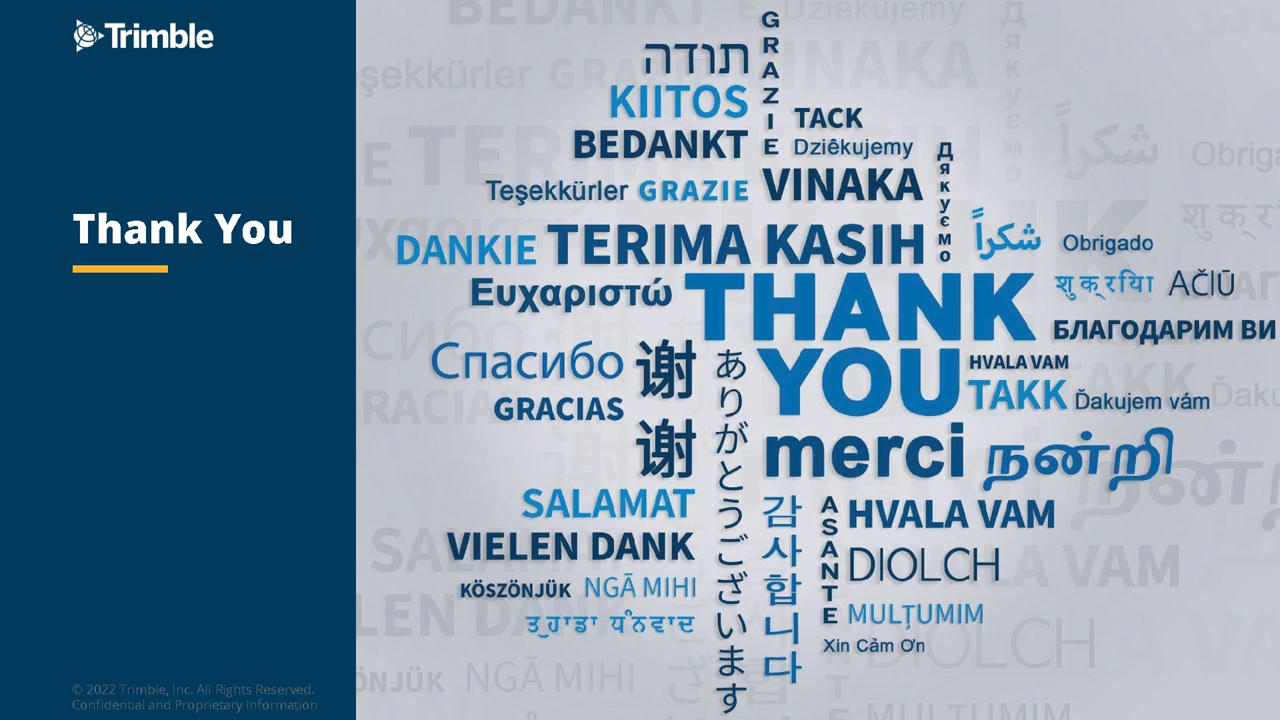 Trimble
Thank You
© 2022 Trimble, Inc. All Rights Reserved.
Confidential and Proprietary Information
GRAZIE
תודה
KIITOS
TACK
BEDANKT
Dziêkujemy
Дякуємо
Teşekkürler
GRAZIE
VINAKA
DANKIE
TERIMA KASIH
شكراً
Obrigado
Ευχαριστώ
THANK
YOU
शुक्रिया
AČIŪ
БЛАГОДАРИМ ВИ
Спасибо
谢谢
ありがとうございます
HVALA VAM
GRACIAS
TAKK
Ďakujem vám
merci
நன்றி
SALAMAT
감사합니다
ASANTE
HVALA VAM
VIELEN DANK
DIOLCH
KÖSZÖNJÜK
NGĀ MIHI
MULȚUMIM
ਤੁਹਾਡਾ ਧੰਨਵਾਦ
Xin Cảm Ơn